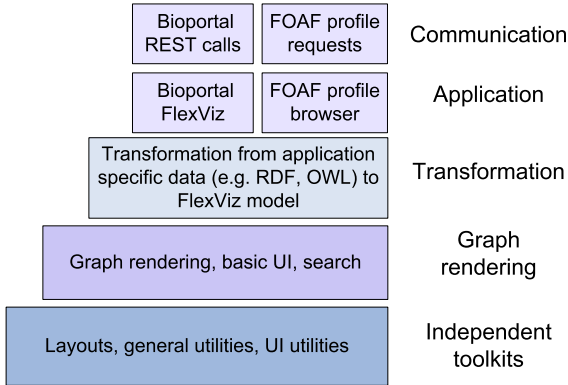 Bioportal
REST calls
FOAF profile
requests
Communication
Bioportal
FlexViz
FOAF profile
browser
Application
Transformation from application
specific data (e.g. RDF, OWL) to
FlexViz model
Transformation
Graph rendering, basic UI, search
Graph
rendering
Layouts, general utilities, UI utilities
Independent
toolkits